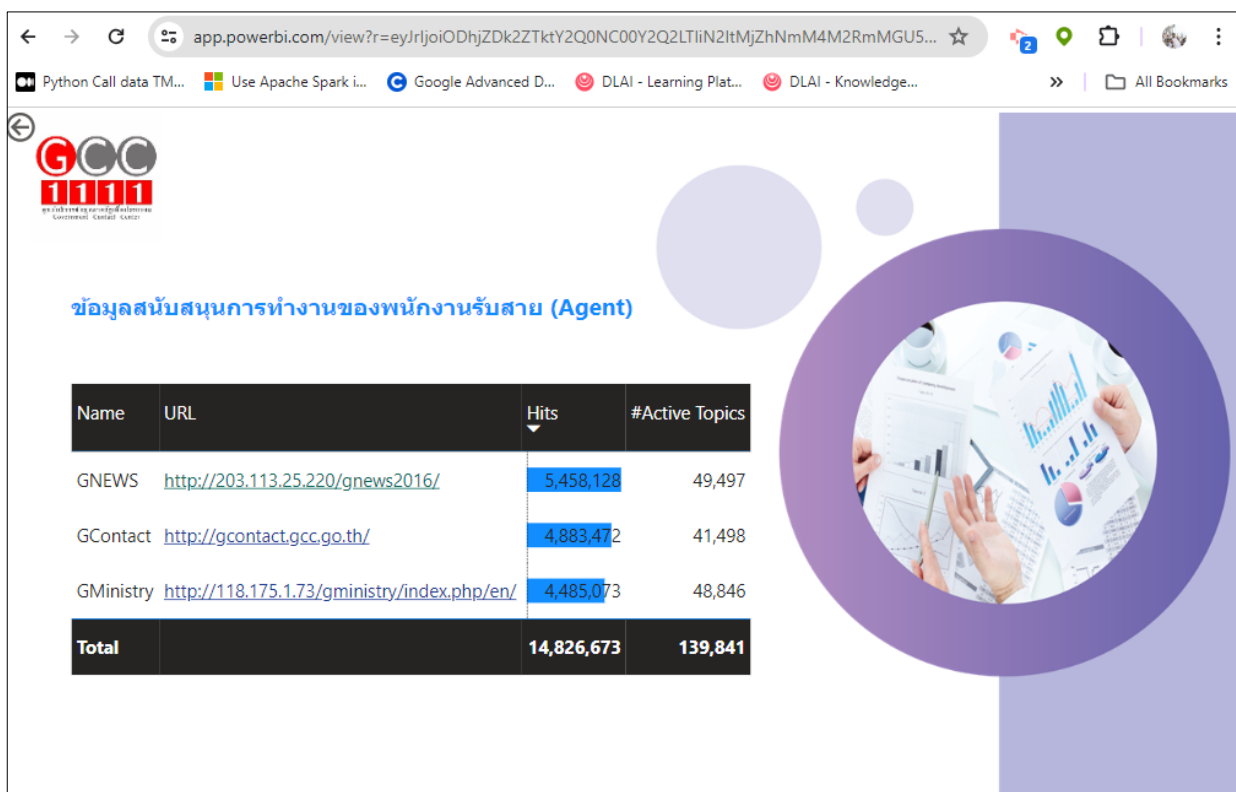 app.powerbi.com/view?r=eyJrIjoiODhjZDk2ZTktY2Q0NC00Y2Q2LTliN2ItMjZhNmM4M2RmMGU5...
2
Python Call data TM...
Use Apache Spark i...
Google Advanced D...
DLAI - Learning Plat...
DLAI - Knowledge...
All Bookmarks
GCC
1111
Government Contact Center
ข้อมูลสนับสนุนการทำงานของพนักงานรับสาย (Agent)
Name URL Hits #Active Topics
GNEWS http://203.113.25.220/gnews2016/ 5,458,128 49,497
GContact http://gcontact.gcc.go.th/ 4,883,472 41,498
GMinistry http://118.175.1.73/gministry/index.php/en/ 4,485,073 48,846
Total 14,826,673 139,841